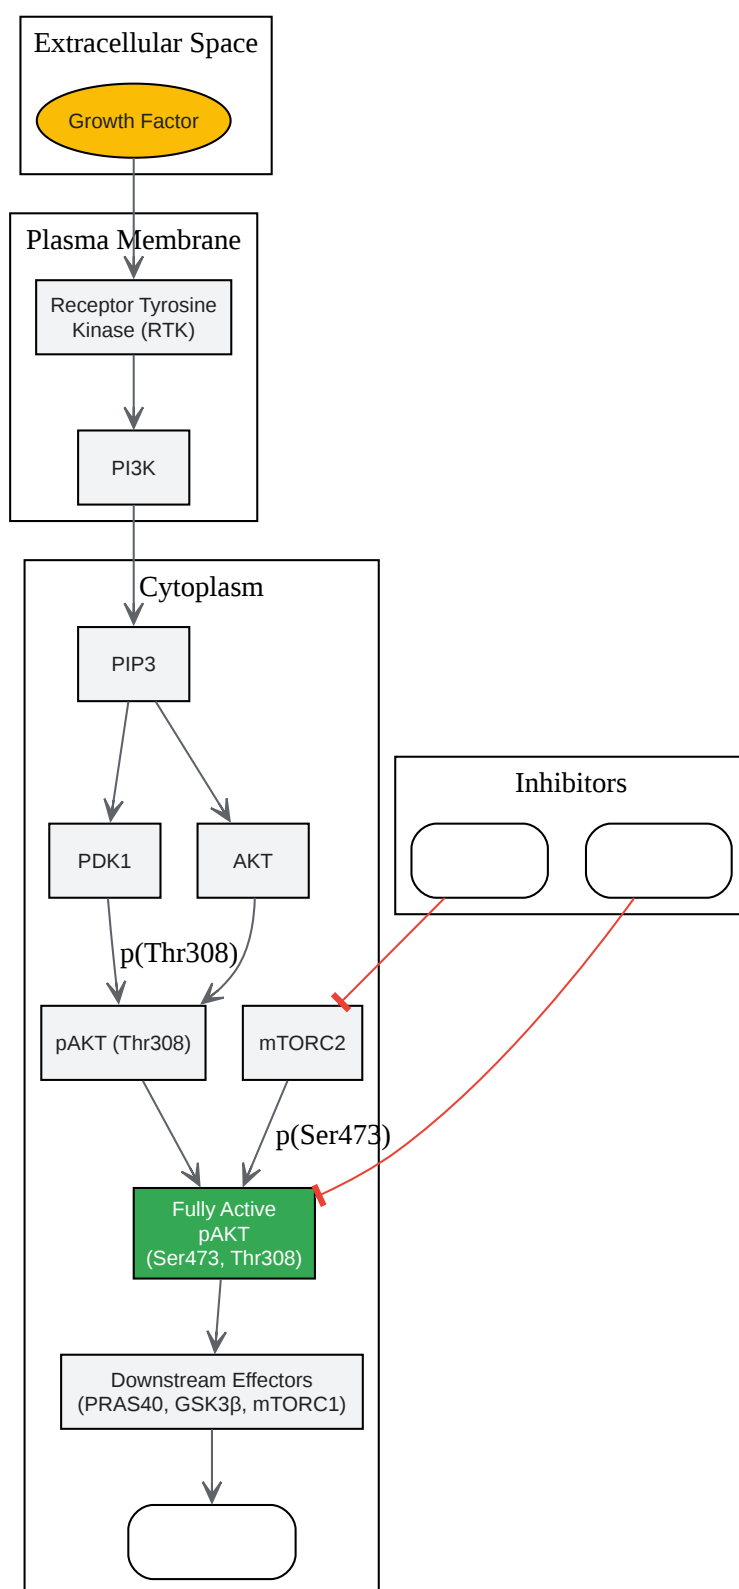 Extracellular Space
Growth Factor
Plasma Membrane
Receptor Tyrosine
Kinase (RTK)
PI3K
Cytoplasm
PIP3
Inhibitors
PDK1
AKT
p(Thr308)
pAKT (Thr308)
mTORC2
p(Ser473)
Fully Active
pAKT
(Ser473, Thr308)
Downstream Effectors
(PRAS40, GSK3β, mTORC1)